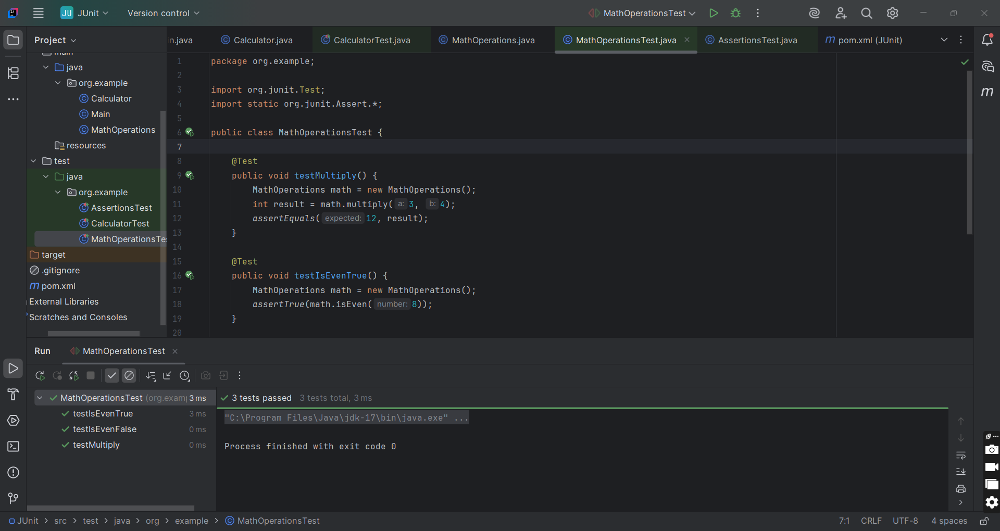 JU JUnit Version control MathOperationsTest
Project
n.java Calculator.java CalculatorTest.java MathOperations.java MathOperationsTest.java AssertionsTest.java m pom.xml (JUnit)
main
java
org.example
Calculator
Main
MathOperations
resources
test
java
org.example
AssertionsTest
CalculatorTest
MathOperationsTe
target
.gitignore
m pom.xml
External Libraries
Scratches and Consoles
1 package org.example;
2
3 import org.junit.Test;
4 import static org.junit.Assert.*;
5
6 public class MathOperationsTest {
7
8 @Test
9 public void testMultiply() {
10 MathOperations math = new MathOperations();
11 int result = math.multiply( a: 3, b: 4);
12 assertEquals( expected: 12, result);
13 }
14
15 @Test
16 public void testIsEvenTrue() {
17 MathOperations math = new MathOperations();
18 assertTrue(math.isEven( number: 8));
19 }
20
Run MathOperationsTest
MathOperationsTest (org.exam 3 ms
testIsEvenTrue 3 ms
testIsEvenFalse 0 ms
testMultiply 0 ms
3 tests passed 3 tests total, 3 ms
"C:\Program Files\Java\jdk-17\bin\java.exe" ...
Process finished with exit code 0
JUnit > src > test > java > org > example > MathOperationsTest
7:1 CRLF UTF-8 4 spaces